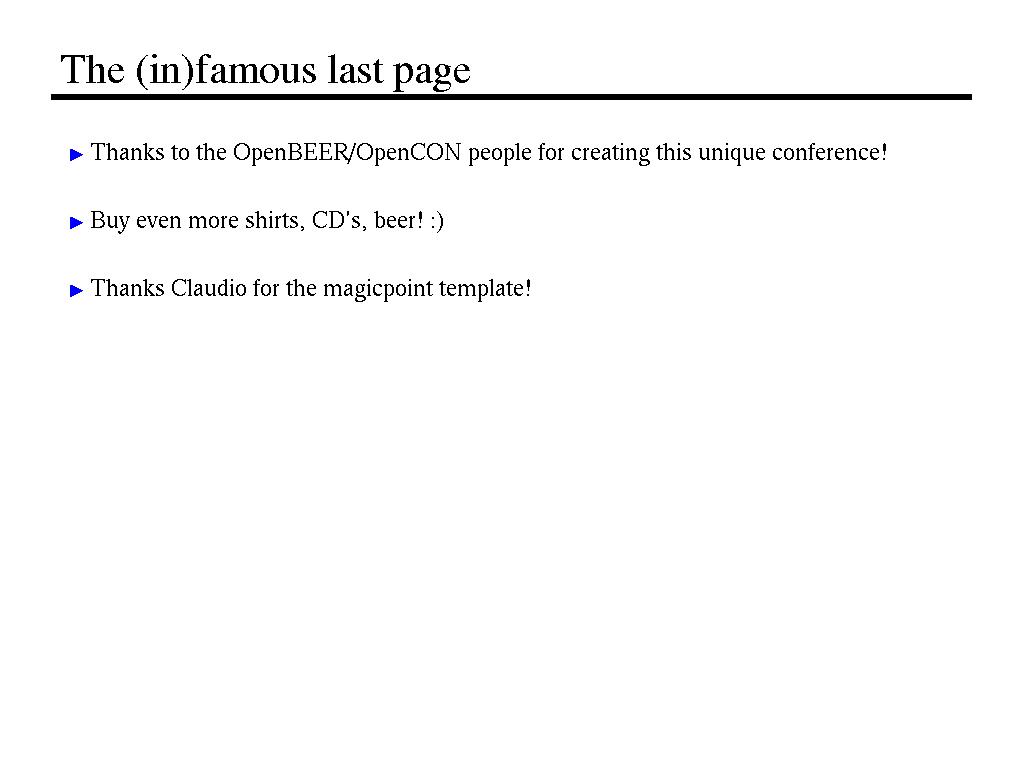 The (in)famous last page
Thanks to the OpenBEER/OpenCON people for creating this unique conference!
Buy even more shirts, CD's, beer! :)
Thanks Claudio for the magicpoint template!